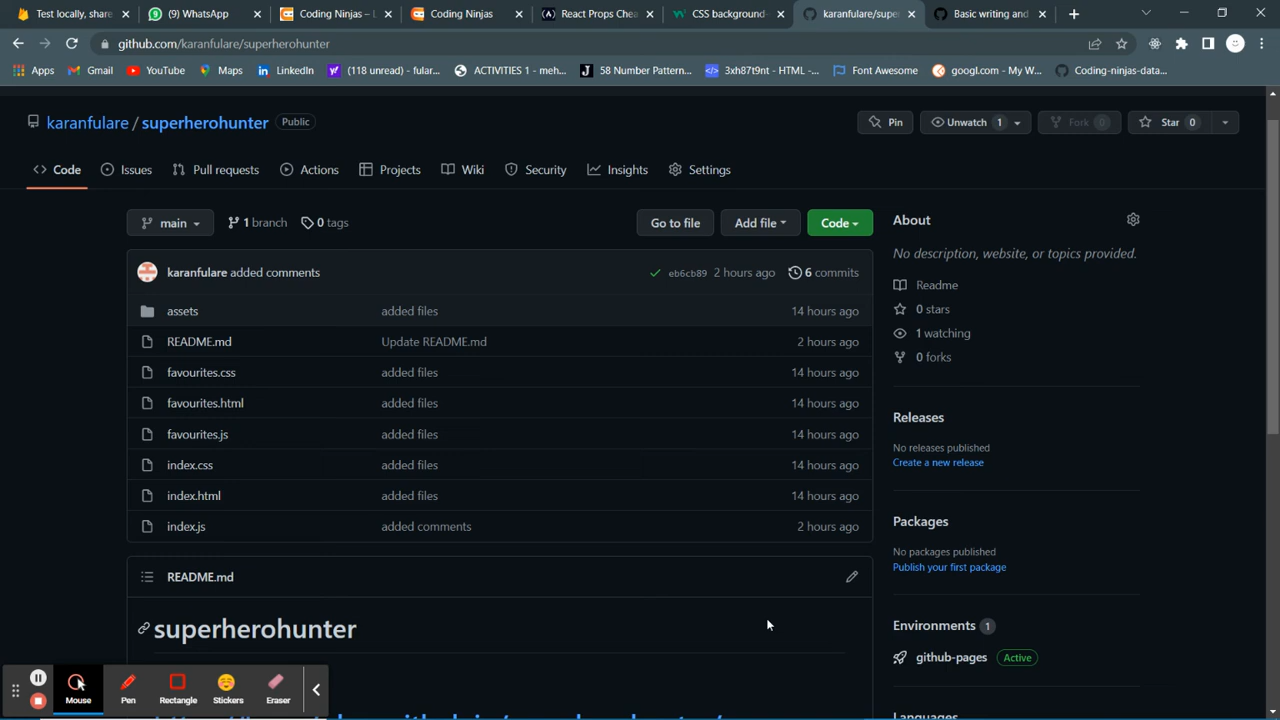 Test locally, share (9) WhatsApp Coding Ninjas – L Coding Ninjas React Props Chea CSS background- karanfulare/supe Basic writing and
github.com/karanfulare/superherohunter
Apps Gmail YouTube Maps LinkedIn (118 unread) - fular... ACTIVITIES 1 - meh... 58 Number Pattern... 3xh87t9nt - HTML -... Font Awesome googl.com - My W... Coding-ninjas-data...
karanfulare / superherohunter Public Pin Unwatch 1 Fork 0 Star 0
Code Issues Pull requests Actions Projects Wiki Security Insights Settings
main 1 branch 0 tags Go to file Add file Code
karanfulare added comments eb6cb89 2 hours ago 6 commits
assets added files 14 hours ago
README.md Update README.md 2 hours ago
favourites.css added files 14 hours ago
favourites.html added files 14 hours ago
favourites.js added files 14 hours ago
index.css added files 14 hours ago
index.html added files 14 hours ago
index.js added comments 2 hours ago
README.md
superherohunter
About
No description, website, or topics provided.
Readme
0 stars
1 watching
0 forks
Releases
No releases published
Create a new release
Packages
No packages published
Publish your first package
Environments 1
github-pages Active
Mouse Pen Rectangle Stickers Eraser